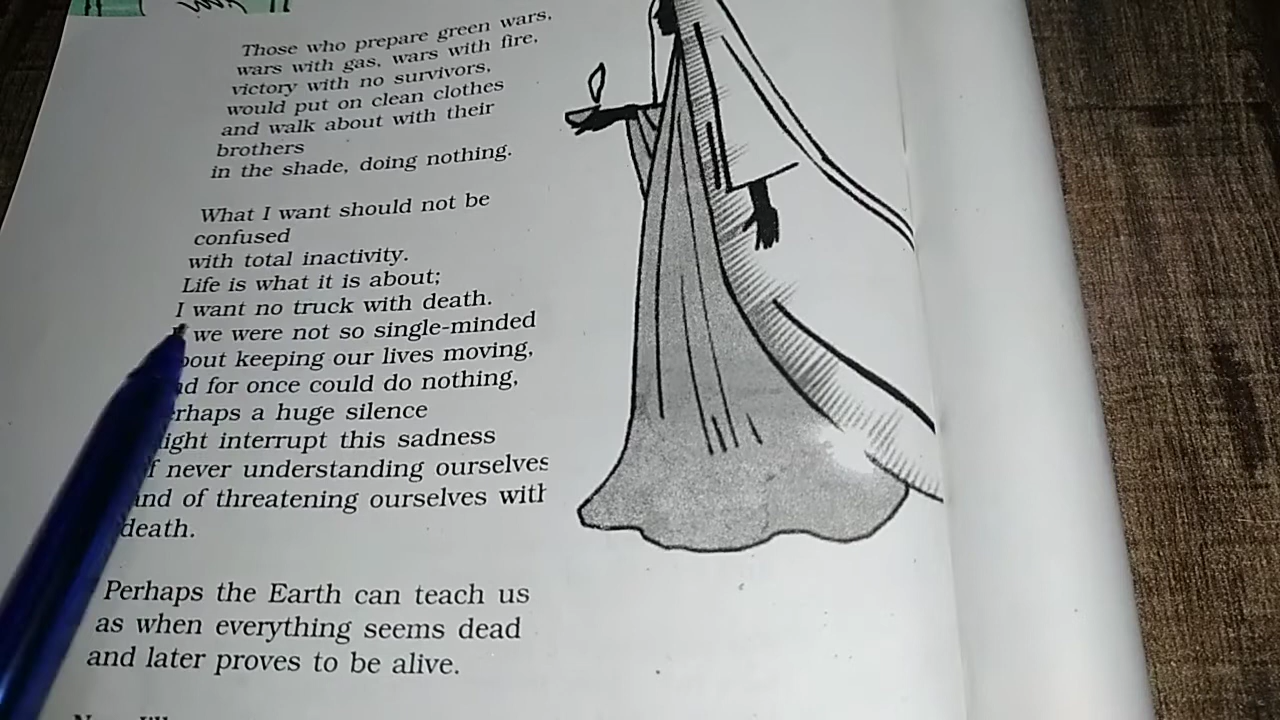 Those who prepare green wars,
wars with gas, wars with fire,
victory with no survivors,
would put on clean clothes
and walk about with their
brothers
in the shade, doing nothing.
What I want should not be
confused
with total inactivity.
Life is what it is about;
I want no truck with death.
we were not so single-minded
bout keeping our lives moving,
nd for once could do nothing,
erhaps a huge silence
ight interrupt this sadness
f never understanding ourselves
and of threatening ourselves with
death.
Perhaps the Earth can teach us
as when everything seems dead
and later proves to be alive.